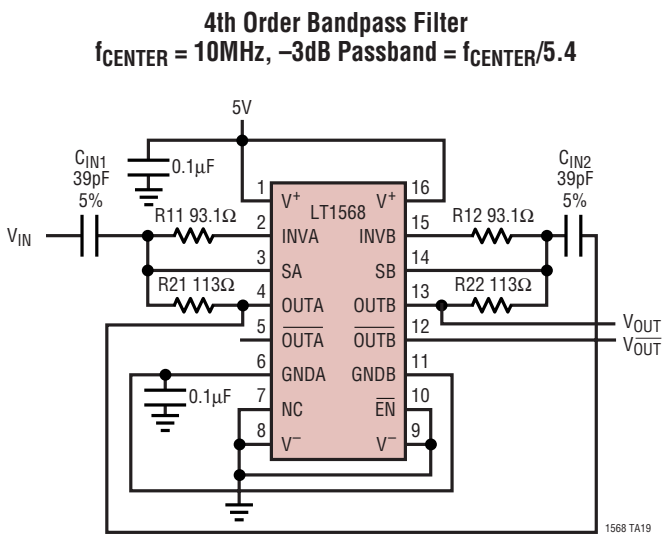 4th Order Bandpass Filter
fCENTER = 10MHz, –3dB Passband = fCENTER/5.4
5V
CIN1
39pF
5%
0.1µF
CIN2
39pF
5%
1
V+
LT1568
V+
16
R11 93.1Ω
2
INVA
INVB
15
R12 93.1Ω
VIN
3
SA
SB
14
R21 113Ω
4
OUTA
OUTB
13
R22 113Ω
VOUT
5
OUTA
OUTB
12
VOUT
6
GNDA
GNDB
11
0.1µF
7
NC
EN
10
8
V–
V–
9
1568 TA19